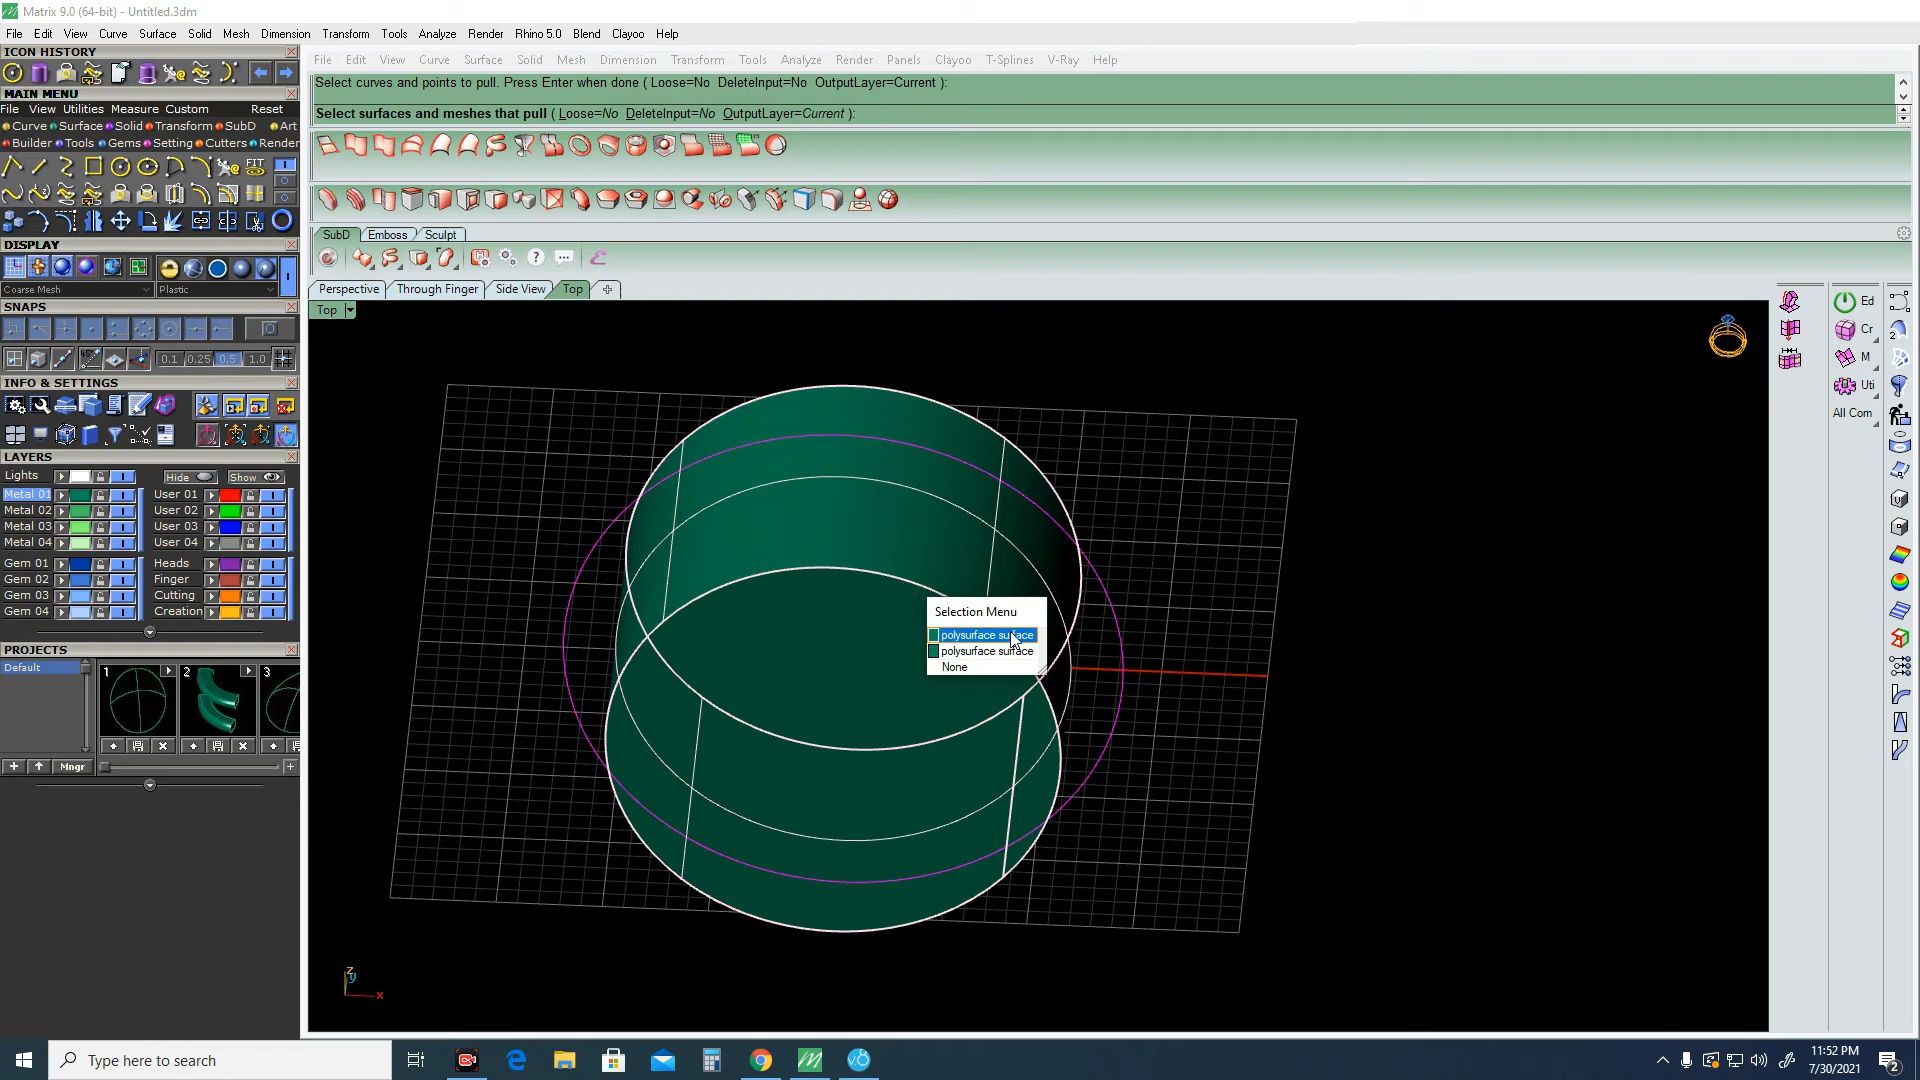 Matrix 9.0 (64-bit) - Untitled.3dm
File Edit View Curve Surface Solid Mesh Dimension Transform Tools Analyze Render Rhino 5.0 Blend Clayoo Help
ICON HISTORY
MAIN MENU
File View Utilities Measure Custom Reset
Curve Surface Solid Transform SubD Art
Builder Tools Gems Setting Cutters Render
FIT
DISPLAY
Coarse Mesh Plastic
SNAPS
0.1 0.25 0.5 1.0
INFO & SETTINGS
LAYERS
Lights Hide Show
Metal 01 User 01
Metal 02 User 02
Metal 03 User 03
Metal 04 User 04
Gem 01 Heads
Gem 02 Finger
Gem 03 Cutting
Gem 04 Creation
PROJECTS
Default
1 2 3
Mngr
File Edit View Curve Surface Solid Mesh Dimension Transform Tools Analyze Render Panels Clayoo T-Splines V-Ray Help
Select curves and points to pull. Press Enter when done ( Loose=No DeleteInput=No OutputLayer=Current ):
Select surfaces and meshes that pull ( Loose=No DeleteInput=No OutputLayer=Current ):
SubD Emboss Sculpt
Perspective Through Finger Side View Top
Top
Selection Menu
polysurface surface
polysurface surface
None
z
y
x
Ed
Cr
M
Uti
All Com
Type here to search
11:52 PM
7/30/2021
2